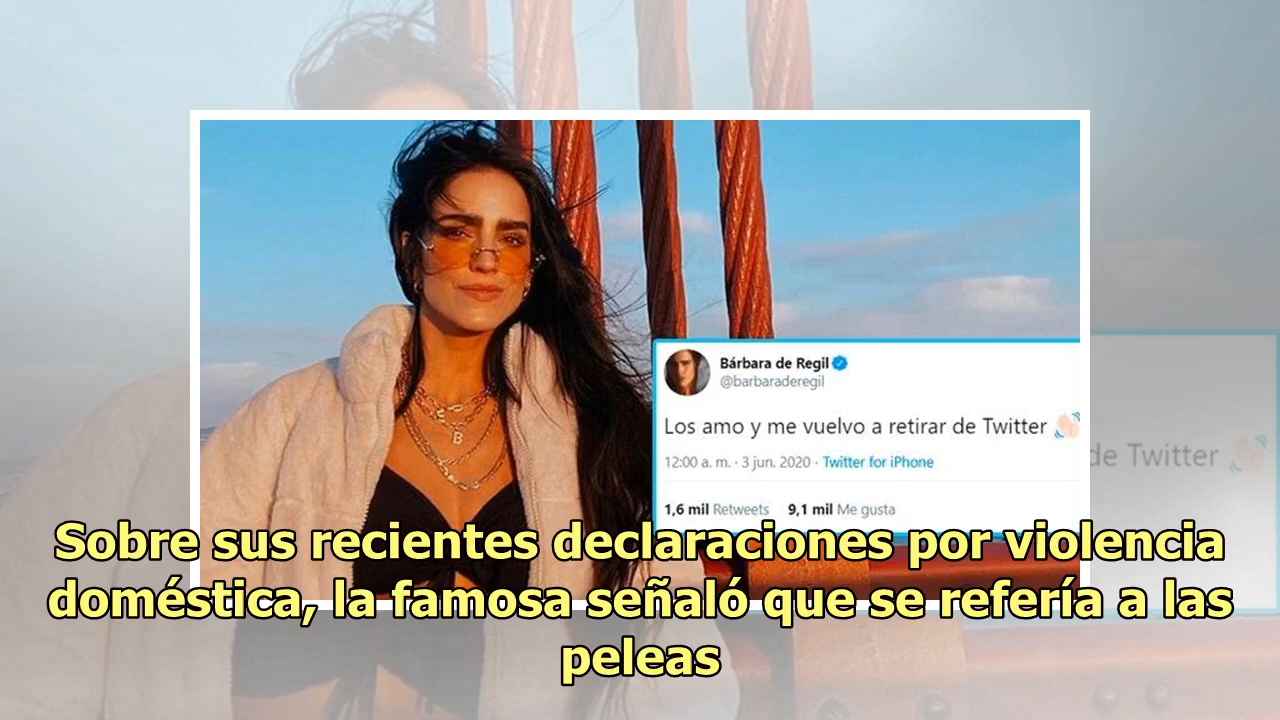 Bárbara de Regil
@barbaraderegil
Los amo y me vuelvo a retirar de Twitter 👋🏻
12:00 a. m. · 3 jun. 2020 · Twitter for iPhone
1,6 mil Retweets 9,1 mil Me gusta
de Twitter 👋🏻
B
Sobre sus recientes declaraciones por violencia
doméstica, la famosa señaló que se refería a las
peleas